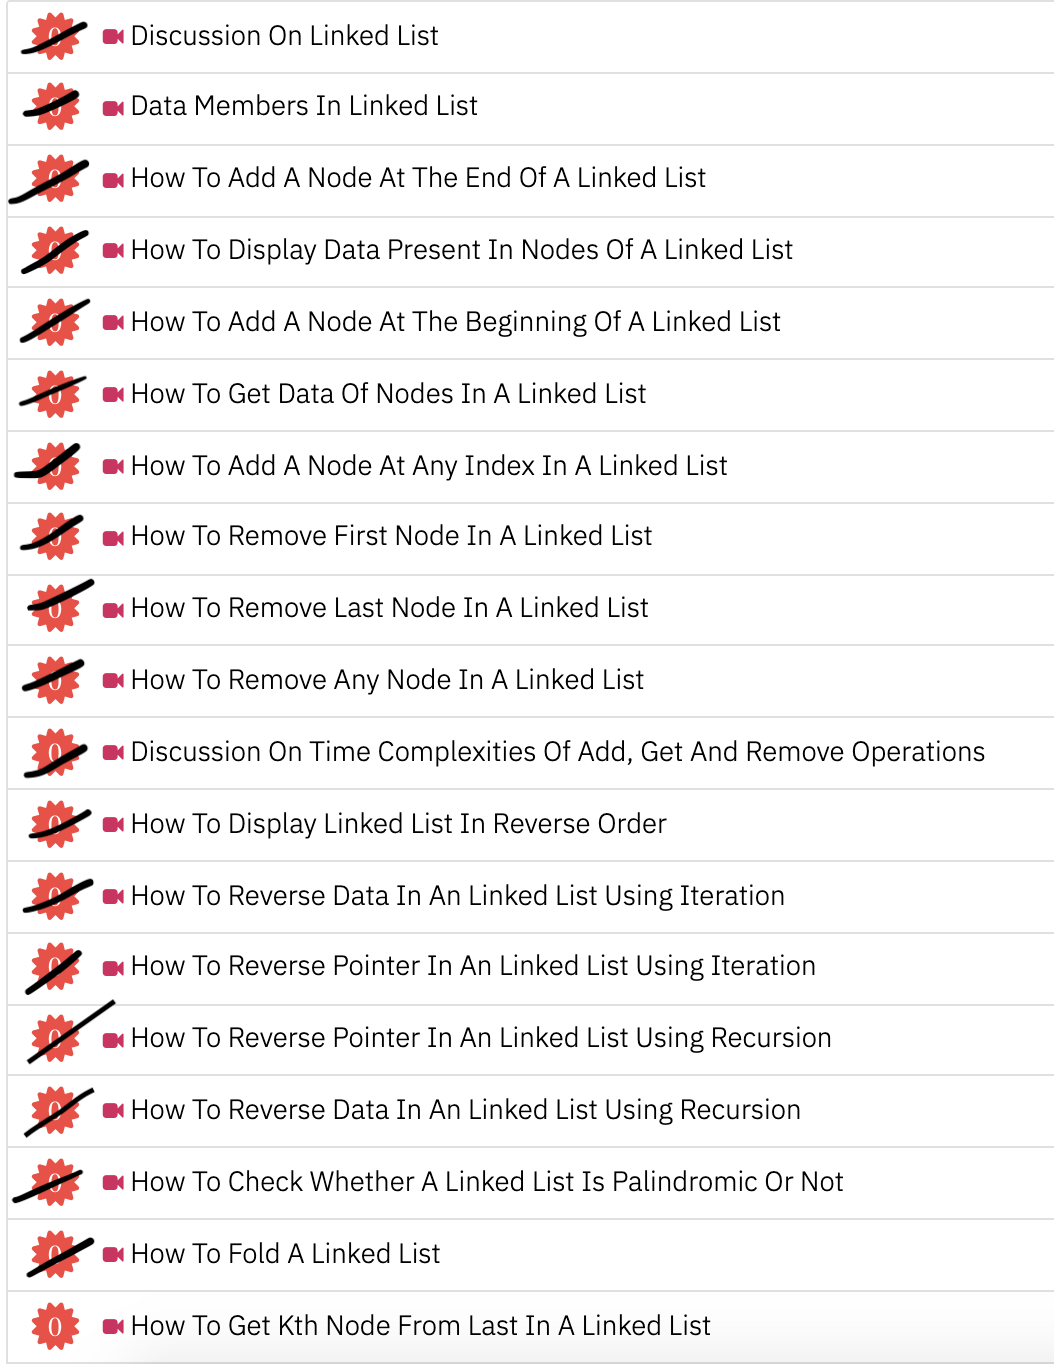 0 Discussion On Linked List
0 Data Members In Linked List
0 How To Add A Node At The End Of A Linked List
0 How To Display Data Present In Nodes Of A Linked List
0 How To Add A Node At The Beginning Of A Linked List
0 How To Get Data Of Nodes In A Linked List
0 How To Add A Node At Any Index In A Linked List
0 How To Remove First Node In A Linked List
0 How To Remove Last Node In A Linked List
0 How To Remove Any Node In A Linked List
0 Discussion On Time Complexities Of Add, Get And Remove Operations
0 How To Display Linked List In Reverse Order
0 How To Reverse Data In An Linked List Using Iteration
0 How To Reverse Pointer In An Linked List Using Iteration
0 How To Reverse Pointer In An Linked List Using Recursion
0 How To Reverse Data In An Linked List Using Recursion
0 How To Check Whether A Linked List Is Palindromic Or Not
0 How To Fold A Linked List
0 How To Get Kth Node From Last In A Linked List